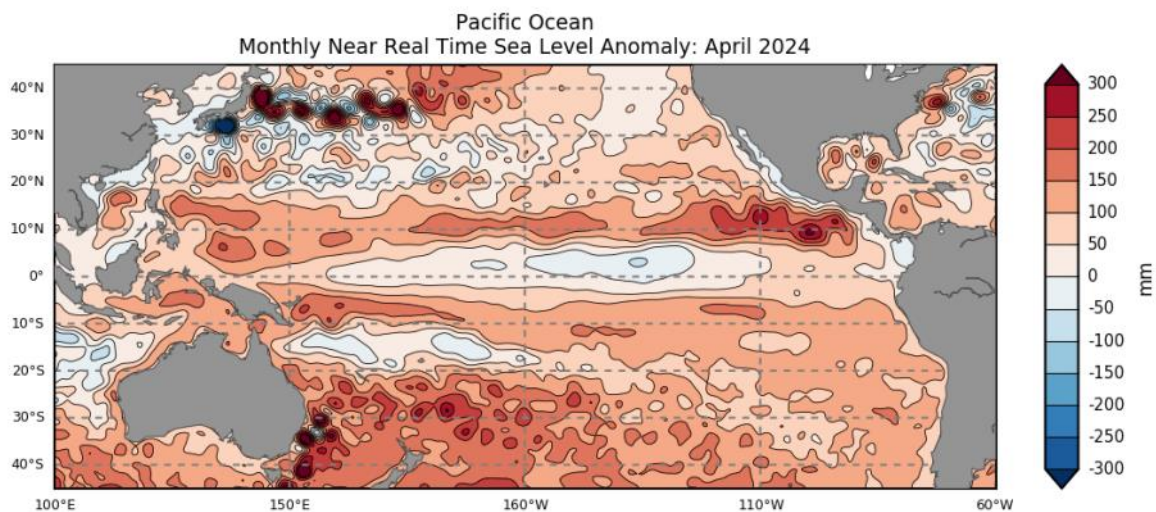 Pacific Ocean
Monthly Near Real Time Sea Level Anomaly: April 2024
40°N
30°N
20°N
10°N
0°
10°S
20°S
30°S
40°S
100°E
150°E
160°W
110°W
60°W
300
250
200
150
100
50
0
-50
-100
-150
-200
-250
-300
mm